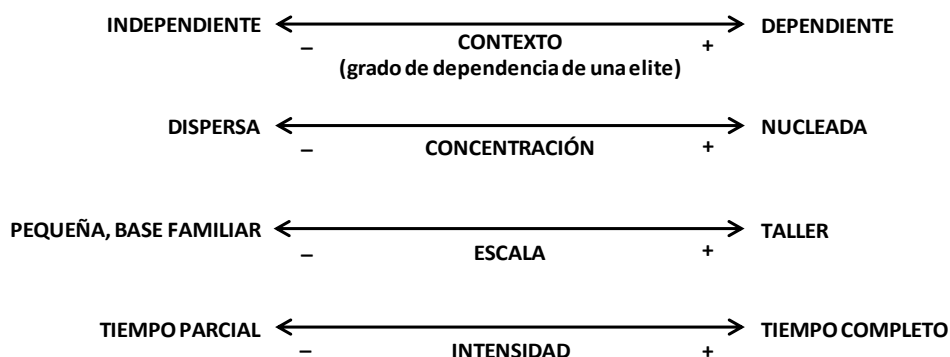 INDEPENDIENTE DEPENDIENTE
– CONTEXTO +
(grado de dependencia de una elite)
DISPERSA NUCLEADA
– CONCENTRACIÓN +
PEQUEÑA, BASE FAMILIAR TALLER
– ESCALA +
TIEMPO PARCIAL TIEMPO COMPLETO
– INTENSIDAD +